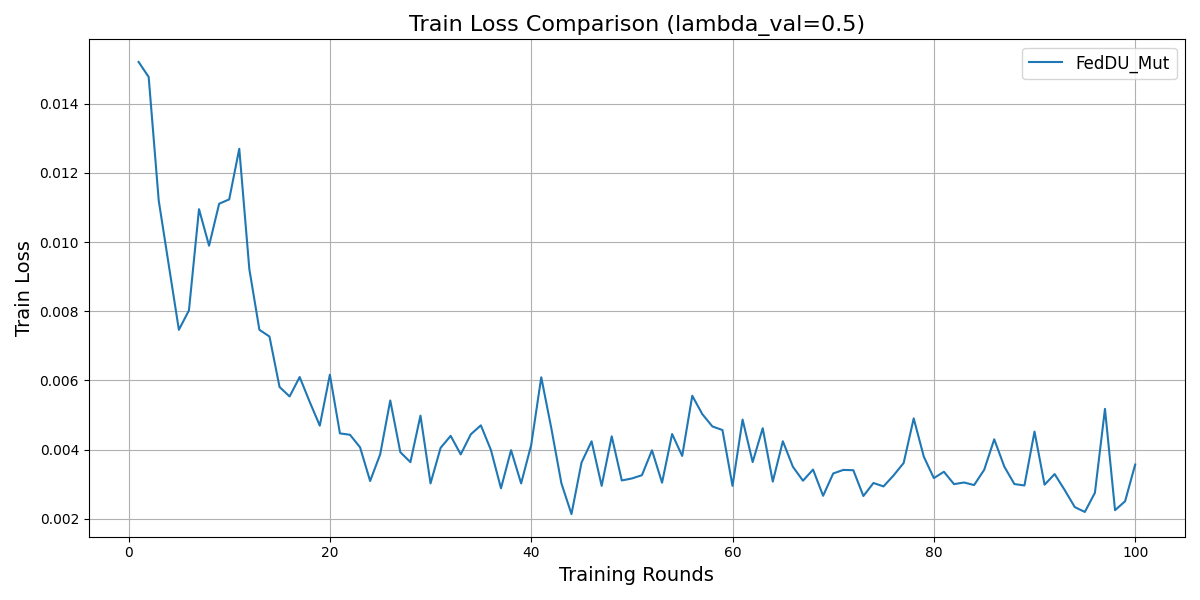 Train Loss Comparison (lambda_val=0.5)
FedDU_Mut
Train Loss
0.014
0.012
0.010
0.008
0.006
0.004
0.002
0 20 40 60 80 100
Training Rounds